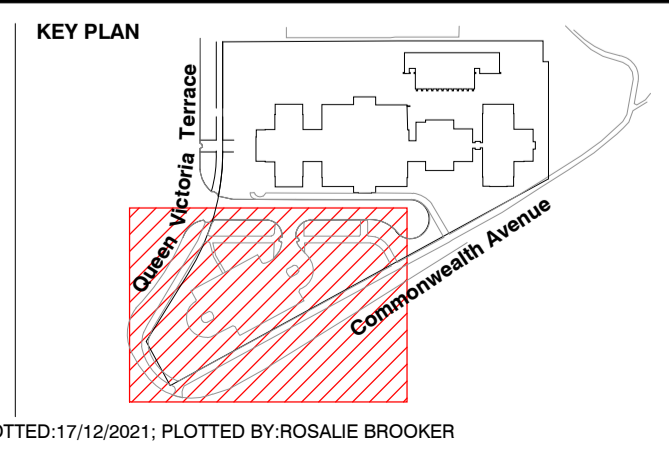 KEY PLAN
Queen Victoria Terrace
Commonwealth Avenue
OTTED:17/12/2021; PLOTTED BY:ROSALIE BROOKER